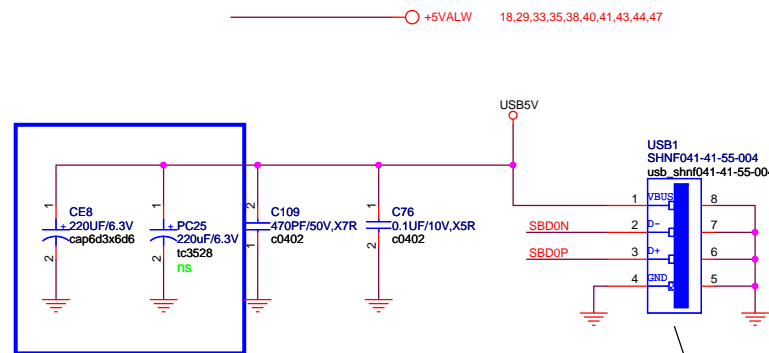 +5VALW 18,29,33,35,38,40,41,43,44,47
USB5V
USB1
SHNF041-41-55-004
usb_shnf041-41-55-004
1 VBUS 8
SBD0N 2 D- 7
SBD0P 3 D+ 6
4 GND 5
1
CE8
+ 220UF/6.3V
cap6d3x6d6
2
1
PC25
+ 220uF/6.3V
tc3528
2
ns
2
C109
470PF/50V,X7R
c0402
1
1
C76
0.1UF/10V,X5R
c0402
2